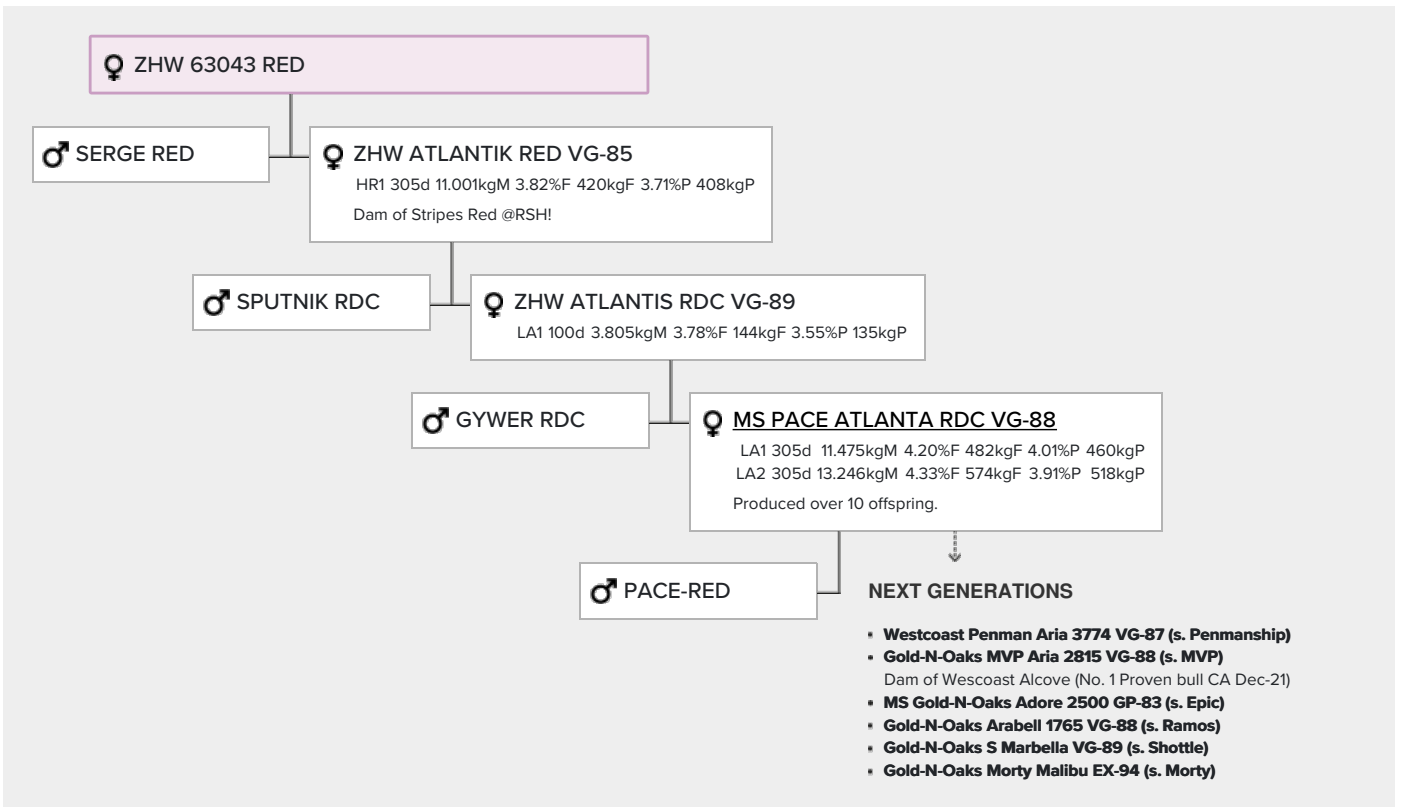 ZHW 63043 RED
SERGE RED
ZHW ATLANTIK RED VG-85
HR1 305d 11.001kgM 3.82%F 420kgF 3.71%P 408kgP
Dam of Stripes Red @RSH!
SPUTNIK RDC
ZHW ATLANTIS RDC VG-89
LA1 100d 3.805kgM 3.78%F 144kgF 3.55%P 135kgP
GYWER RDC
MS PACE ATLANTA RDC VG-88
LA1 305d 11.475kgM 4.20%F 482kgF 4.01%P 460kgP
LA2 305d 13.246kgM 4.33%F 574kgF 3.91%P 518kgP
Produced over 10 offspring.
PACE-RED
NEXT GENERATIONS
• Westcoast Penman Aria 3774 VG-87 (s. Penmanship)
• Gold-N-Oaks MVP Aria 2815 VG-88 (s. MVP)
Dam of Wescoast Alcove (No. 1 Proven bull CA Dec-21)
• MS Gold-N-Oaks Adore 2500 GP-83 (s. Epic)
• Gold-N-Oaks Arabell 1765 VG-88 (s. Ramos)
• Gold-N-Oaks S Marbella VG-89 (s. Shottle)
• Gold-N-Oaks Morty Malibu EX-94 (s. Morty)